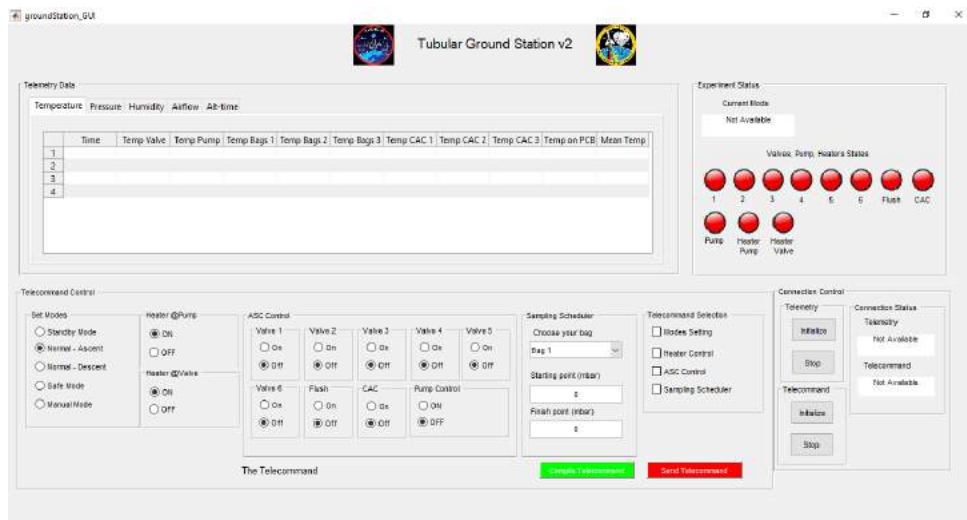 groundStation_GUI
Tubular Ground Station v2
Telemetry Data
Temperature Pressure Humidity Airflow Alt-time
Time Temp Valve Temp Pump Temp Bags 1 Temp Bags 2 Temp Bags 3 Temp CAC 1 Temp CAC 2 Temp CAC 3 Temp on PCB Mean Temp
1
2
3
4
Experiment Status
Current Mode
Not Available
Valves, Pump, Heaters States
1 2 3 4 5 6 Flush CAC
Pump Heater Pump Heater Valve
Telecommand Control
Set Modes
Standby Mode
Normal - Ascent
Normal - Descent
Safe Mode
Manual Mode
Heater @Pump
ON
OFF
Heater @Valve
ON
OFF
ASC Control
Valve 1 Valve 2 Valve 3 Valve 4 Valve 5
On On On On On
Off Off Off Off Off
Valve 6 Flush CAC Pump Control
On On On ON
Off Off Off OFF
Sampling Scheduler
Choose your bag
Bag 1
Starting point (mbar)
0
Finish point (mbar)
0
Telecommand Selection
Modes Setting
Heater Control
ASC Control
Sampling Scheduler
The Telecommand
Compile Telecommand
Send Telecommand
Connection Control
Telemetry
Initialize
Stop
Telecommand
Initialize
Stop
Connection Status
Telemetry
Not Available
Telecommand
Not Available